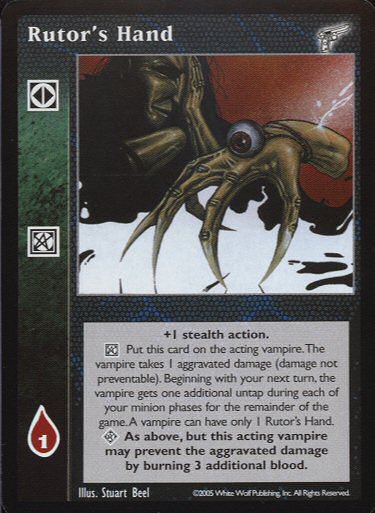 Rutor's Hand
+1 stealth action.
Put this card on the acting vampire. The
vampire takes 1 aggravated damage (damage not
preventable). Beginning with your next turn, the
vampire gets one additional untap during each of
your minion phases for the remainder of the
game. A vampire can have only 1 Rutor's Hand.
As above, but this acting vampire
may prevent the aggravated damage
by burning 3 additional blood.
1
Illus. Stuart Beel ©2005 White Wolf Publishing, Inc. All Rights Reserved.